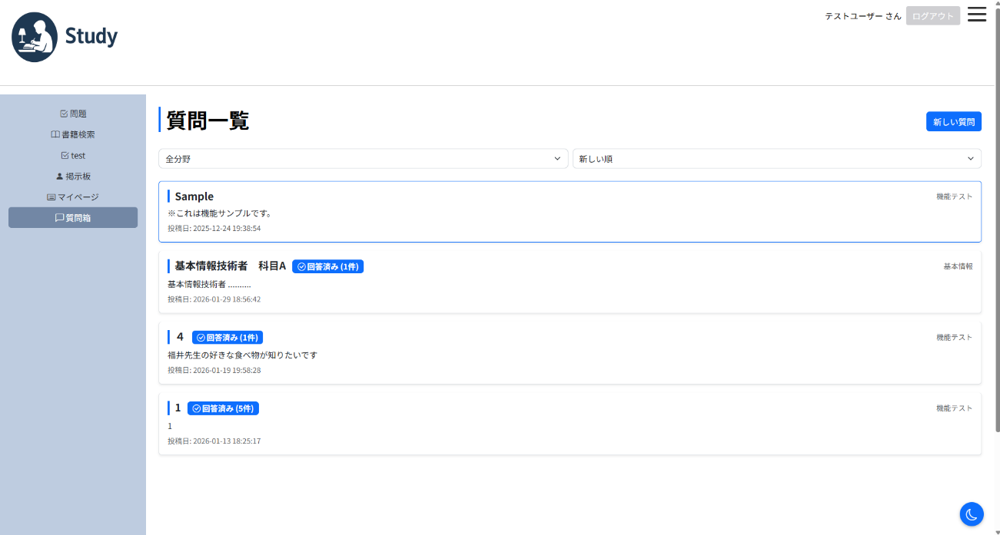 Study
テストユーザー さん ログアウト
問題
書籍検索
test
掲示板
マイページ
質問箱
質問一覧
新しい質問
全分野 新しい順
Sample 機能テスト
※これは機能サンプルです。
投稿日: 2025-12-24 19:38:54
基本情報技術者　科目A 回答済み (1件) 基本情報
基本情報技術者 ..........
投稿日: 2026-01-29 18:56:42
４ 回答済み (1件) 機能テスト
福井先生の好きな食べ物が知りたいです
投稿日: 2026-01-19 19:58:28
1 回答済み (5件) 機能テスト
1
投稿日: 2026-01-13 18:25:17